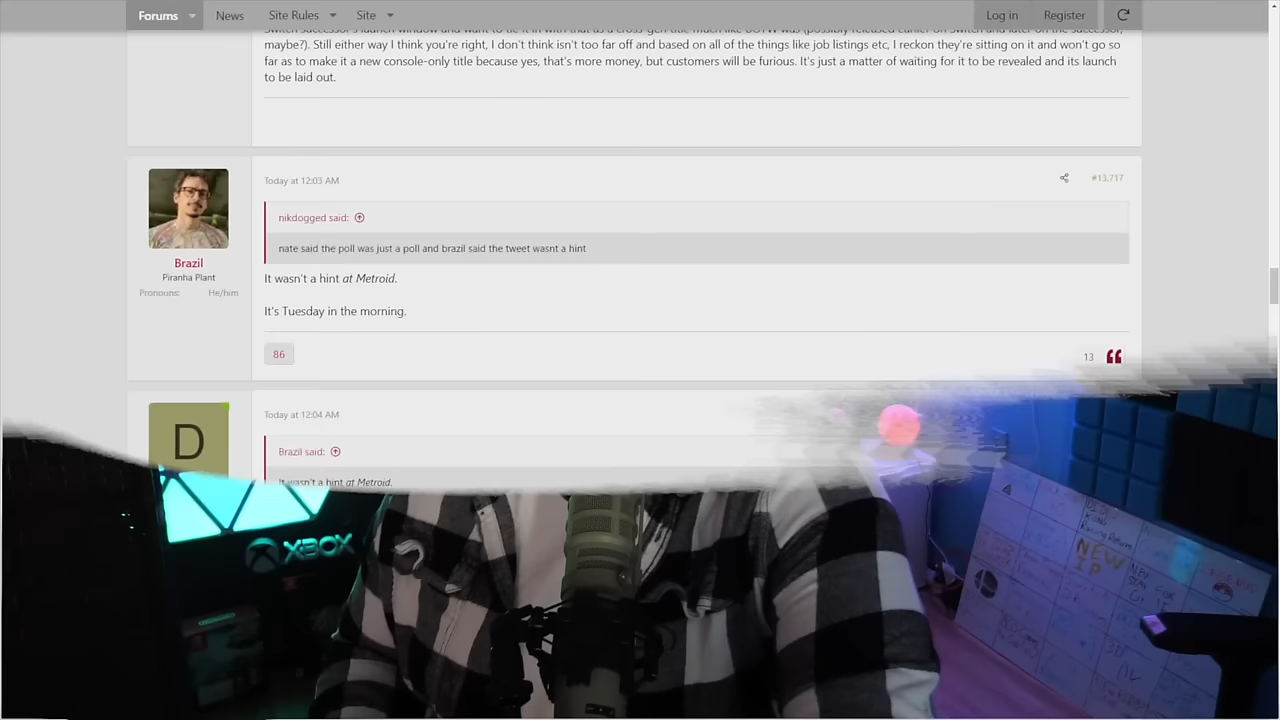 Forums News Site Rules Site Log in Register
Switch successor's launch window and want to tie it in with that as a cross-gen title much like BOTW was (possibly released earlier on Switch and later on the successor,
maybe?). Still either way I think you're right, I don't think isn't too far off and based on all of the things like job listings etc, I reckon they're sitting on it and won't go so
far as to make it a new console-only title because yes, that's more money, but customers will be furious. It's just a matter of waiting for it to be revealed and its launch
to be laid out.
Today at 12:03 AM #13,717
nikdogged said:
nate said the poll was just a poll and brazil said the tweet wasnt a hint
Brazil
Piranha Plant
Pronouns: He/him
It wasn't a hint at Metroid.
It's Tuesday in the morning.
86
13
Today at 12:04 AM
D
Brazil said:
It wasn't a hint at Metroid.
XBOX
NEW
IP